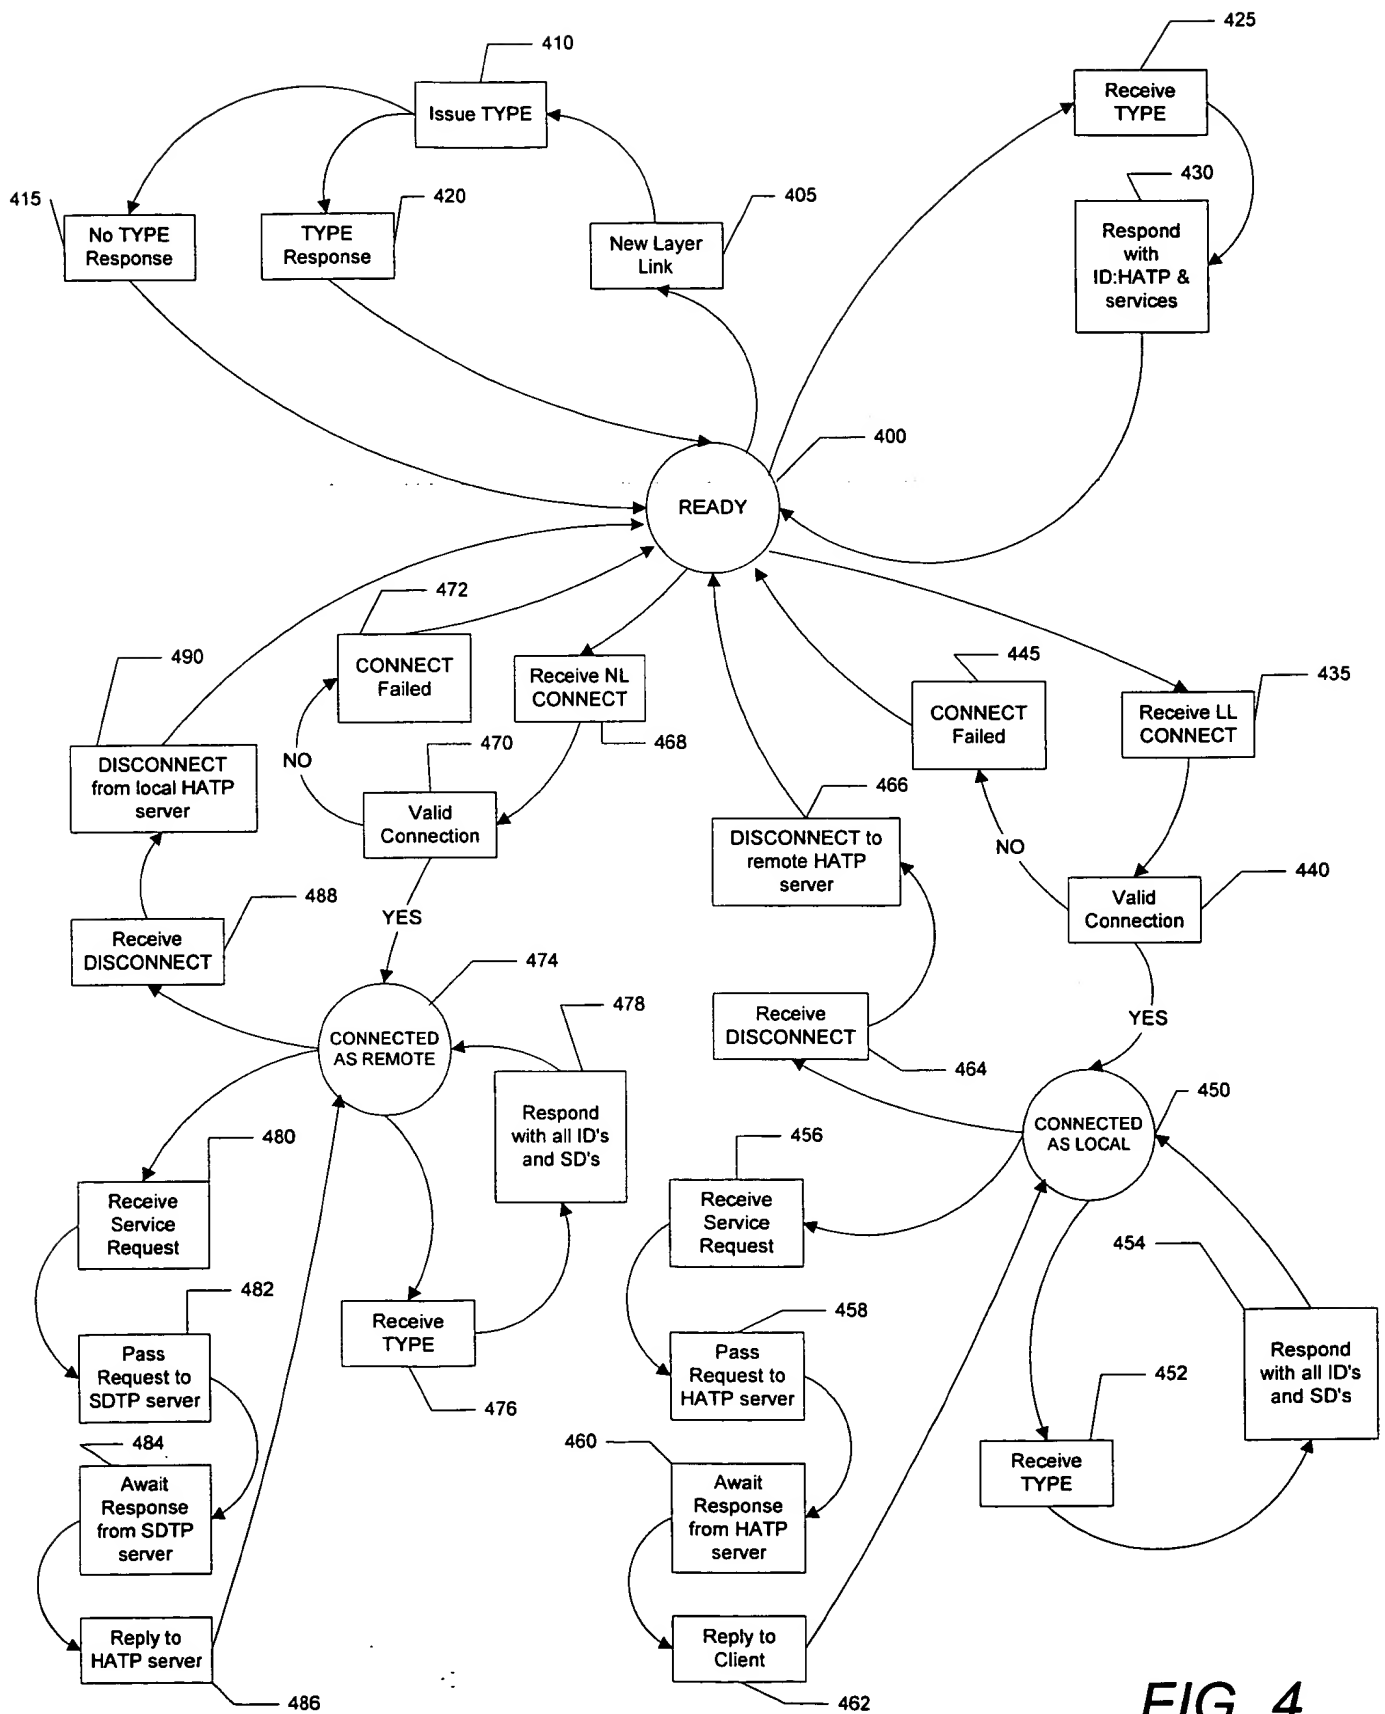 410
425
Issue TYPE
Receive
TYPE
430
415
420
405
No TYPE
Response
TYPE
Response
New Layer
Link
Respond
with
ID:HATP &
services
400
READY
472
490
CONNECT
Failed
Receive NL
CONNECT
445
435
CONNECT
Failed
Receive LL
CONNECT
468
470
NO
DISCONNECT
from local HATP
server
466
Valid
Connection
DISCONNECT to
remote HATP
server
NO
440
488
Valid
Connection
YES
Receive
DISCONNECT
474
478
Receive
DISCONNECT
YES
464
CONNECTED
AS REMOTE
450
Respond
with all ID's
and SD's
CONNECTED
AS LOCAL
480
456
Receive
Service
Request
Receive
Service
Request
454
482
458
Receive
TYPE
Pass
Request to
SDTP server
Pass
Request to
HATP server
Respond
with all ID's
and SD's
452
476
484
460
Receive
TYPE
Await
Response
from SDTP
server
Await
Response
from HATP
server
Reply to
HATP server
Reply to
Client
486
462
FIG. 4